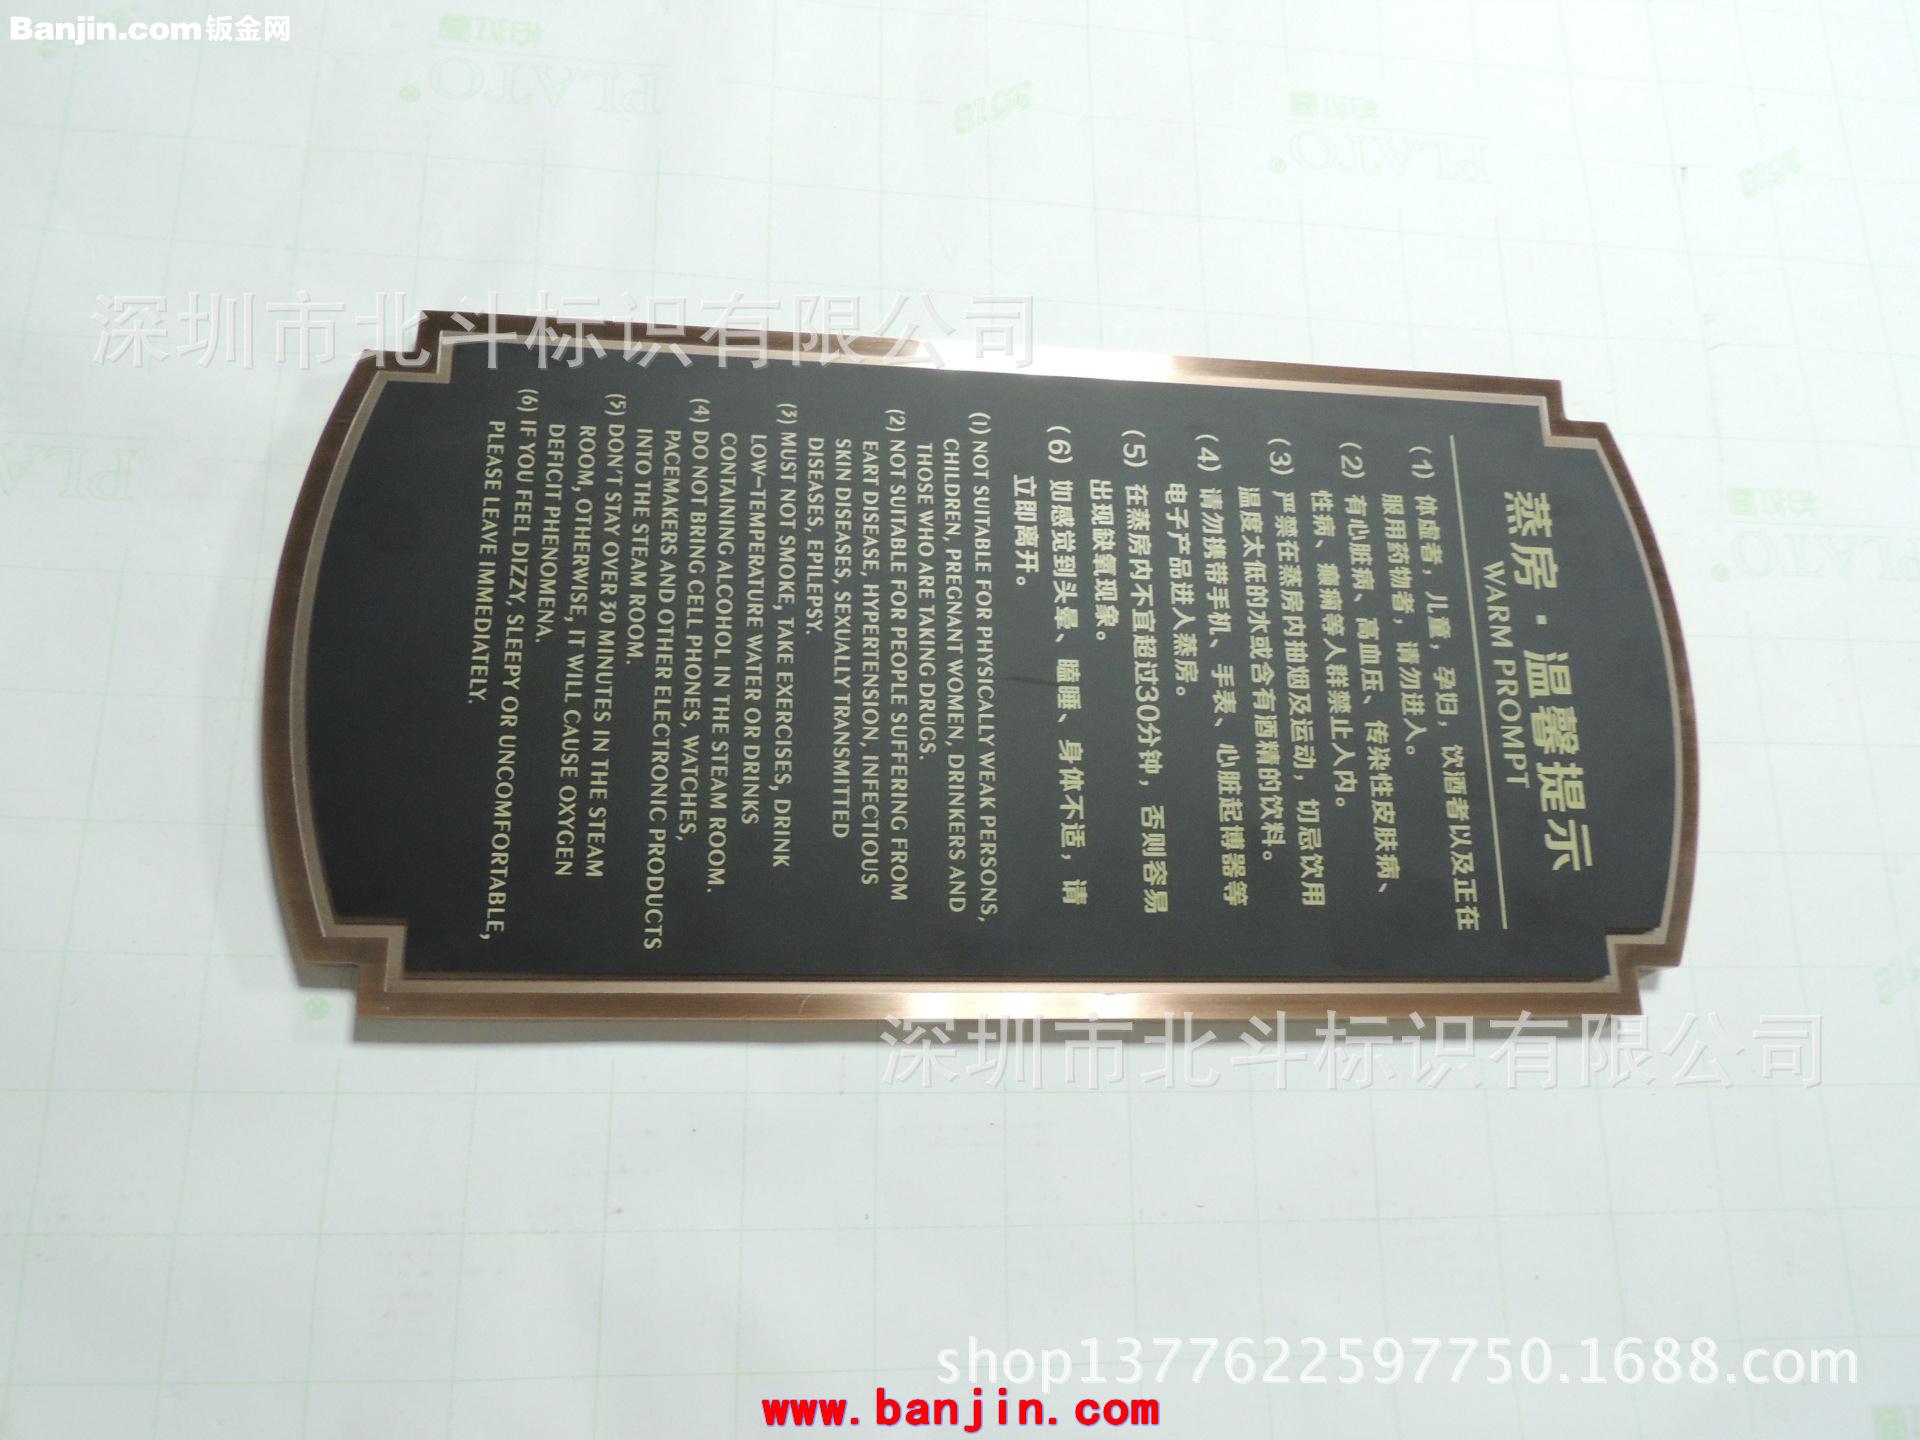 Banjin.com钣金网
深圳市北斗标识有限公司
蒸房·温馨提示
WARM PROMPT
(1) 体虚者，儿童，孕妇，饮酒者以及正在
服用药物者，请勿进入。
(2) 有心脏病、高血压、传染性皮肤病、
性病、癫痫等人群禁止入内。
(3) 严禁在蒸房内抽烟及运动，切忌饮用
温度太低的水或含有酒精的饮料。
(4) 请勿携带手机、手表、心脏起博器等
电子产品进入蒸房。
(5) 在蒸房内不宜超过30分钟，否则容易
出现缺氧现象。
(6) 如感觉到头晕、瞌睡、身体不适，请
立即离开。
(1) NOT SUITABLE FOR PHYSICALLY WEAK PERSONS,
CHILDREN, PREGNANT WOMEN, DRINKERS AND
THOSE WHO ARE TAKING DRUGS.
(2) NOT SUITABLE FOR PEOPLE SUFFERING FROM
EART DISEASE, HYPERTENSION, INFECTIOUS
SKIN DISEASES, SEXUALLY TRANSMITTED
DISEASES, EPILEPSY.
(3) MUST NOT SMOKE, TAKE EXERCISES, DRINK
LOW-TEMPERATURE WATER OR DRINKS
CONTAINING ALCOHOL IN THE STEAM ROOM.
(4) DO NOT BRING CELL PHONES, WATCHES,
PACEMAKERS AND OTHER ELECTRONIC PRODUCTS
INTO THE STEAM ROOM.
(5) DON'T STAY OVER 30 MINUTES IN THE STEAM
ROOM, OTHERWISE, IT WILL CAUSE OXYGEN
DEFICIT PHENOMENA.
(6) IF YOU FEEL DIZZY, SLEEPY OR UNCOMFORTABLE,
PLEASE LEAVE IMMEDIATELY.
深圳市北斗标识有限公司
shop1377622597750.1688.com
www.banjin.com
PLATO
PLATO